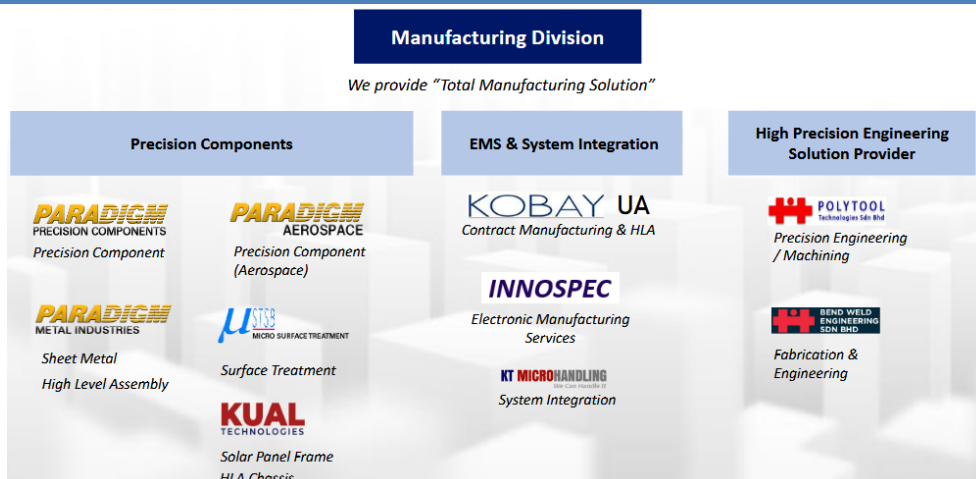 Manufacturing Division
We provide “Total Manufacturing Solution”
Precision Components
PARADIGM
PRECISION COMPONENTS
Precision Component
PARADIGM
AEROSPACE
Precision Component
(Aerospace)
PARADIGM
METAL INDUSTRIES
Sheet Metal
High Level Assembly
μ STSB
MICRO SURFACE TREATMENT
Surface Treatment
KUAL
TECHNOLOGIES
Solar Panel Frame
HLA Chassis
EMS & System Integration
KOBAY UA
Contract Manufacturing & HLA
INNOSPEC
Electronic Manufacturing
Services
KT MICROHANDLING
We Can Handle It
System Integration
High Precision Engineering
Solution Provider
POLYTOOL
Technologies Sdn Bhd
Precision Engineering
/ Machining
BEND WELD
ENGINEERING
SDN BHD
Fabrication &
Engineering